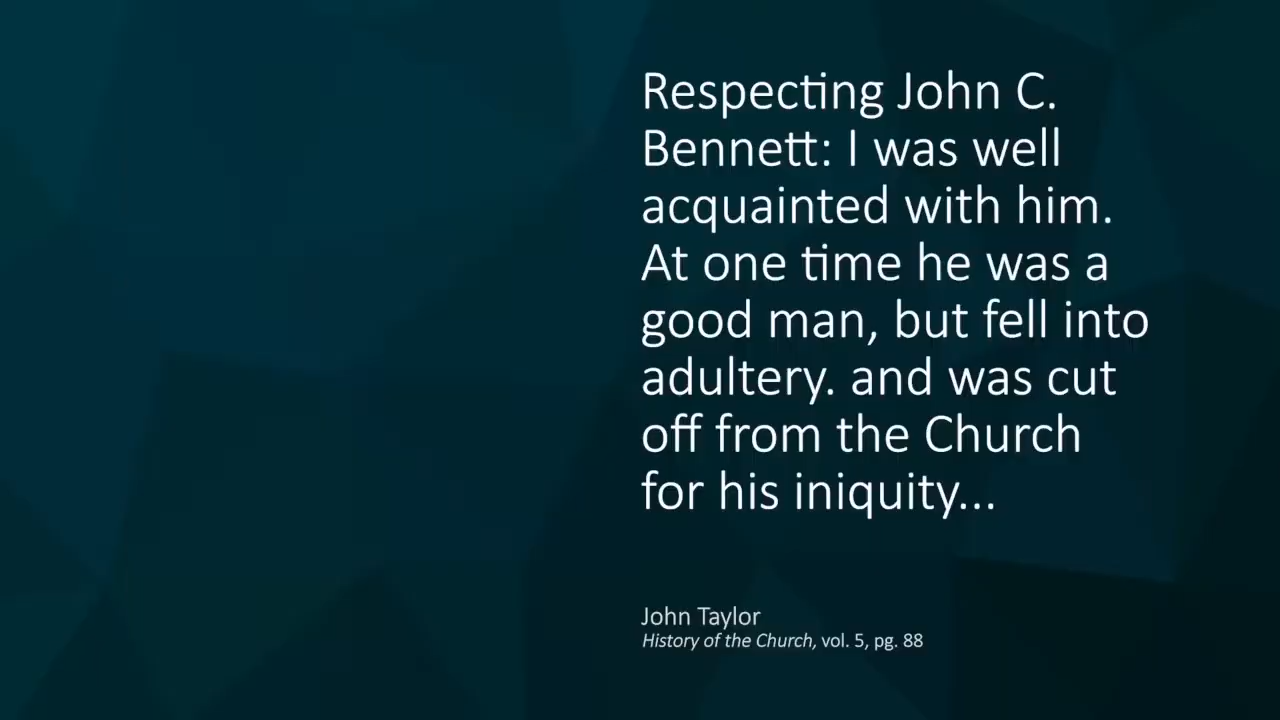 Respecting John C.
Bennett: I was well
acquainted with him.
At one time he was a
good man, but fell into
adultery. and was cut
off from the Church
for his iniquity...
John Taylor
History of the Church, vol. 5, pg. 88